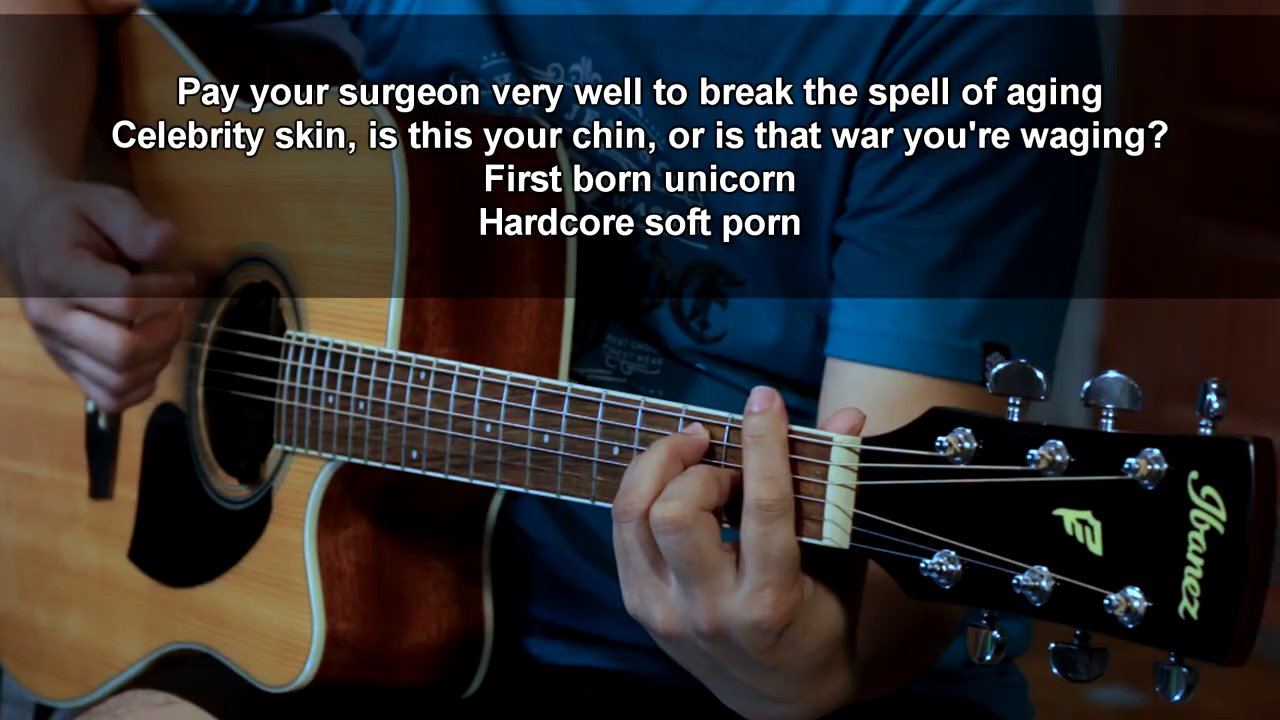 Pay your surgeon very well to break the spell of aging
Celebrity skin, is this your chin, or is that war you're waging?
First born unicorn
Hardcore soft porn
Ibanez